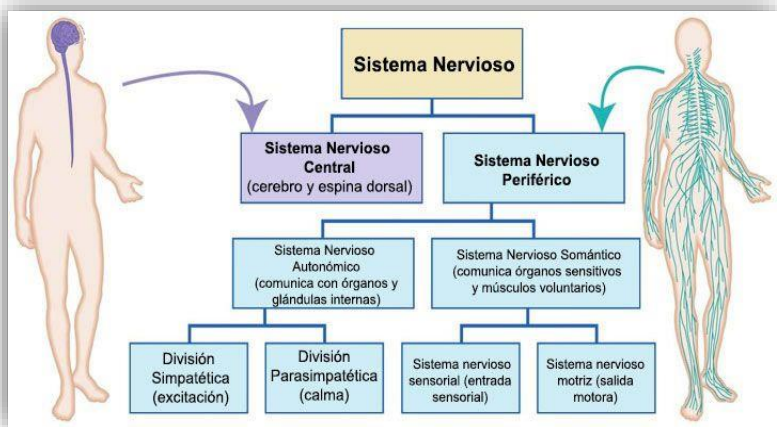 Sistema Nervioso
Sistema Nervioso
Central
(cerebro y espina dorsal)
Sistema Nervioso
Periférico
Sistema Nervioso
Autonómico
(comunica con órganos y
glándulas internas)
Sistema Nervioso Somántico
(comunica órganos sensitivos
y músculos voluntarios)
División
Simpatética
(excitación)
División
Parasimpatética
(calma)
Sistema nervioso
sensorial (entrada
sensorial)
Sistema nervioso
motriz (salida
motora)